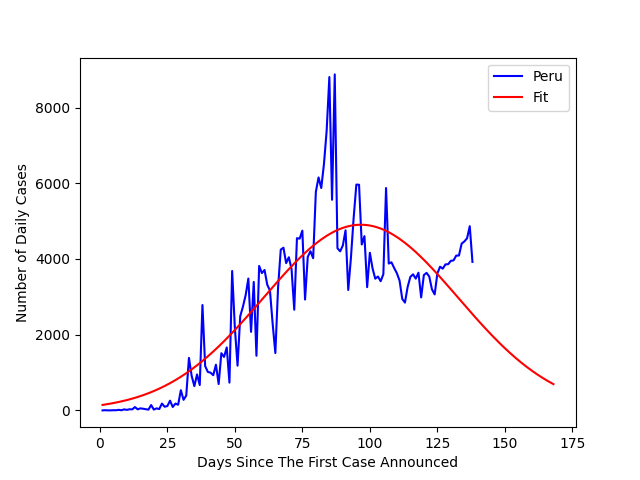 Peru
Fit
8000
6000
4000
2000
0
Number of Daily Cases
0 25 50 75 100 125 150 175
Days Since The First Case Announced